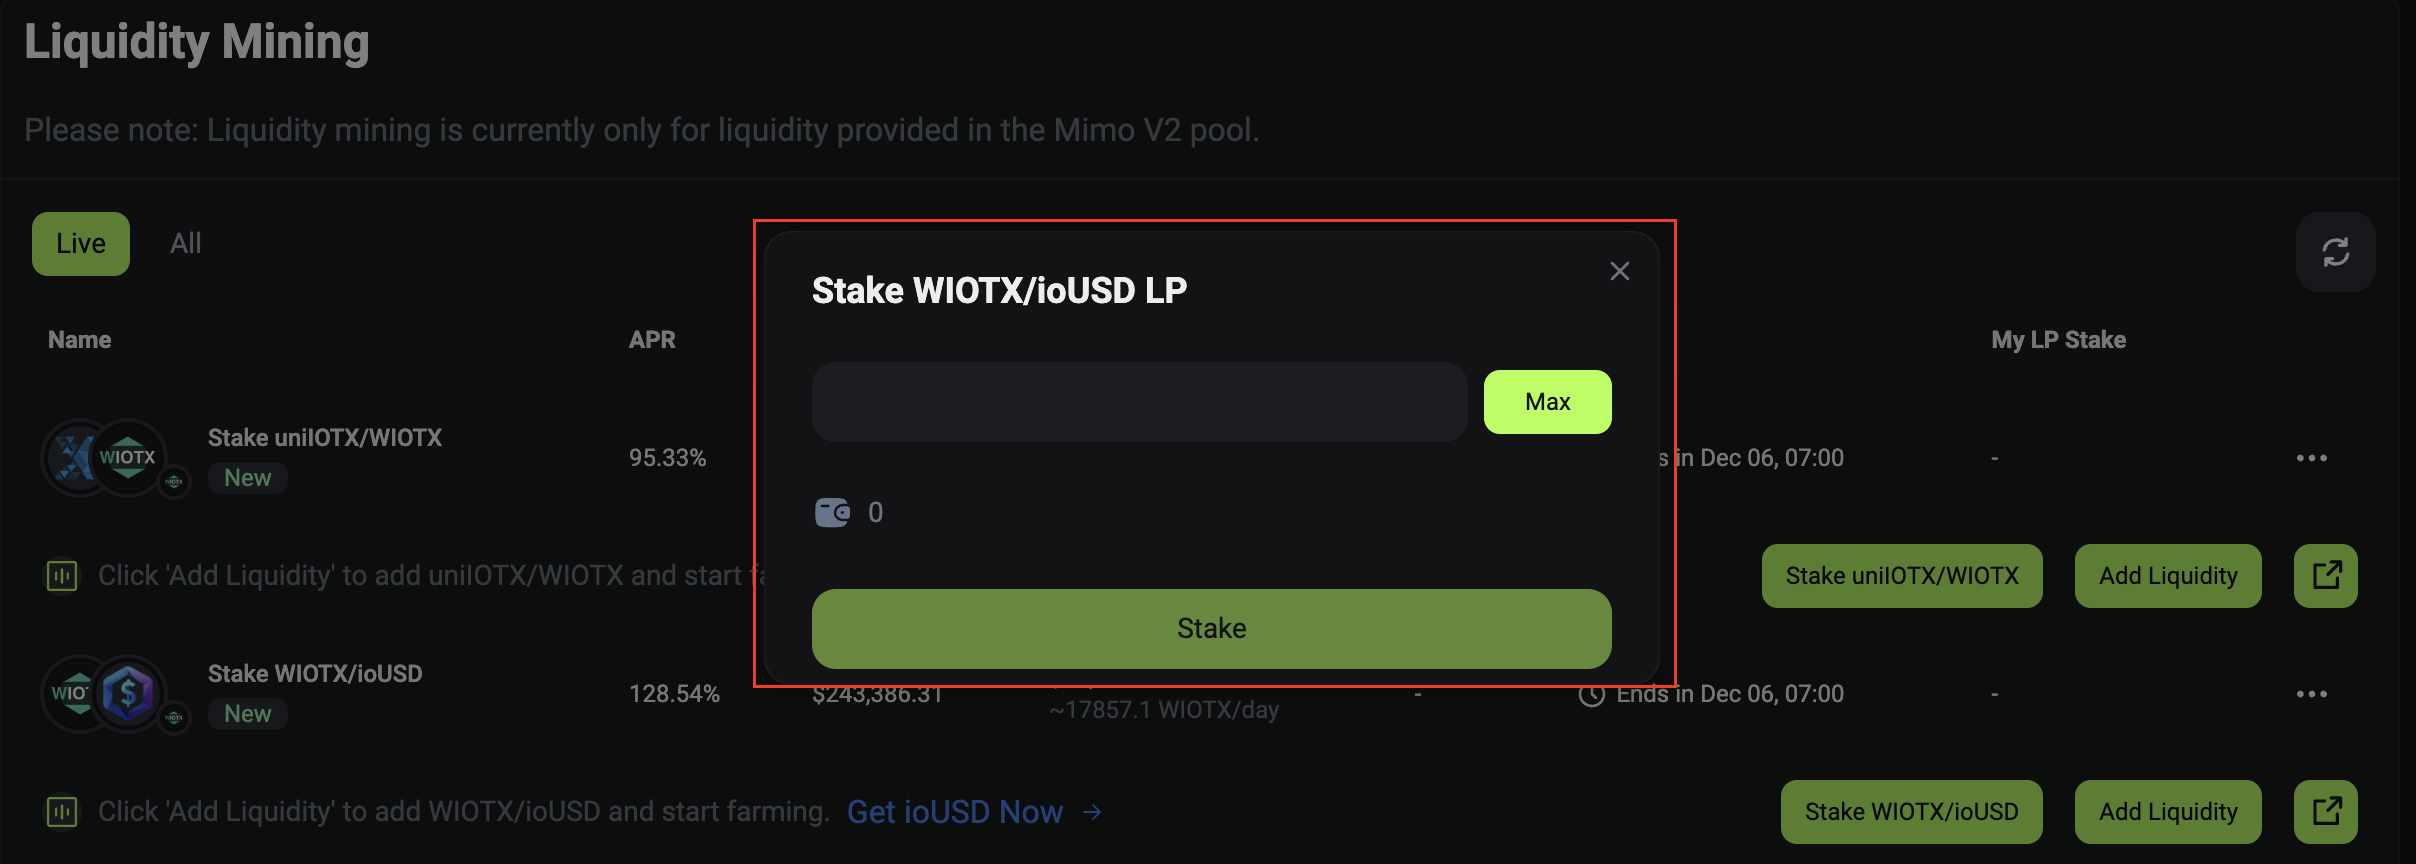 Liquidity Mining
Please note: Liquidity mining is currently only for liquidity provided in the Mimo V2 pool.
Live
All
Stake WIOTX/ioUSD LP
Name
APR
My LP Stake
Max
Stake uniIOTX/WIOTX
New
WIOTX
WIOTX
95.33%
s in Dec 06, 07:00
-
0
Click 'Add Liquidity' to add uniIOTX/WIOTX and start fa
Stake uniIOTX/WIOTX
Add Liquidity
Stake
Stake WIOTX/ioUSD
New
WIO
WIOTX
128.54%
$243,386.31
~17857.1 WIOTX/day
-
Ends in Dec 06, 07:00
-
Click 'Add Liquidity' to add WIOTX/ioUSD and start farming. Get ioUSD Now →
Stake WIOTX/ioUSD
Add Liquidity